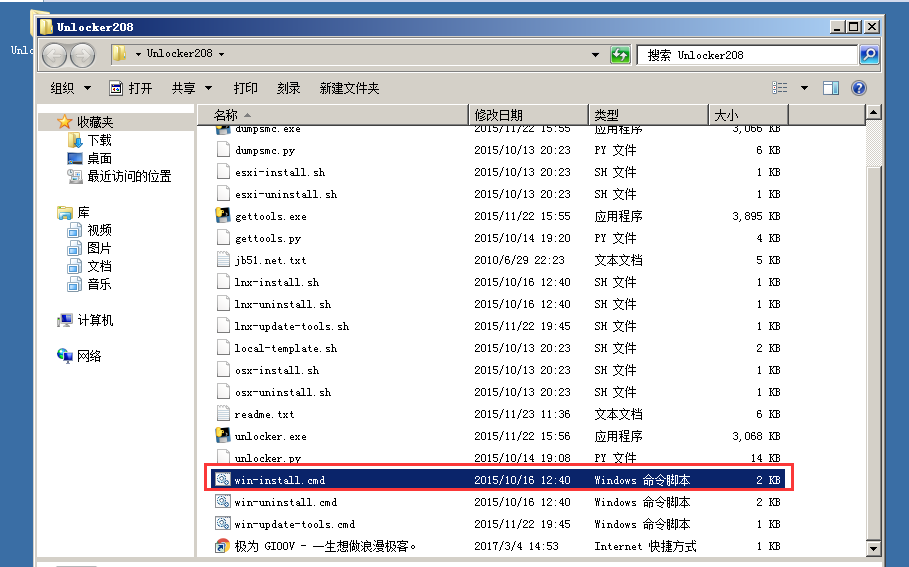 Unlocker208
Unlo
Unlocker208
搜索 Unlocker208
组织 打开 共享 打印 刻录 新建文件夹
收藏夹
下载
桌面
最近访问的位置
库
视频
图片
文档
音乐
计算机
网络
名称 修改日期 类型 大小
dumpsmc.exe 2015/11/22 15:55 应用程序 3,066 KB
dumpsmc.py 2015/10/13 20:23 PY 文件 6 KB
esxi-install.sh 2015/10/13 20:23 SH 文件 1 KB
esxi-uninstall.sh 2015/10/13 20:23 SH 文件 1 KB
gettools.exe 2015/11/22 15:55 应用程序 3,895 KB
gettools.py 2015/10/14 19:20 PY 文件 4 KB
jb51.net.txt 2010/6/29 22:23 文本文档 5 KB
lnx-install.sh 2015/10/16 12:40 SH 文件 1 KB
lnx-uninstall.sh 2015/10/16 12:40 SH 文件 1 KB
lnx-update-tools.sh 2015/11/22 19:45 SH 文件 1 KB
local-template.sh 2015/10/13 20:23 SH 文件 2 KB
osx-install.sh 2015/10/13 20:23 SH 文件 1 KB
osx-uninstall.sh 2015/10/13 20:23 SH 文件 1 KB
readme.txt 2015/11/23 11:36 文本文档 6 KB
unlocker.exe 2015/11/22 15:56 应用程序 3,068 KB
unlocker.py 2015/10/14 19:08 PY 文件 14 KB
win-install.cmd 2015/10/16 12:40 Windows 命令脚本 2 KB
win-uninstall.cmd 2015/10/16 12:40 Windows 命令脚本 2 KB
win-update-tools.cmd 2015/11/22 19:45 Windows 命令脚本 1 KB
极为 GIOOV - 一生想做浪漫极客。 2017/3/4 14:53 Internet 快捷方式 1 KB